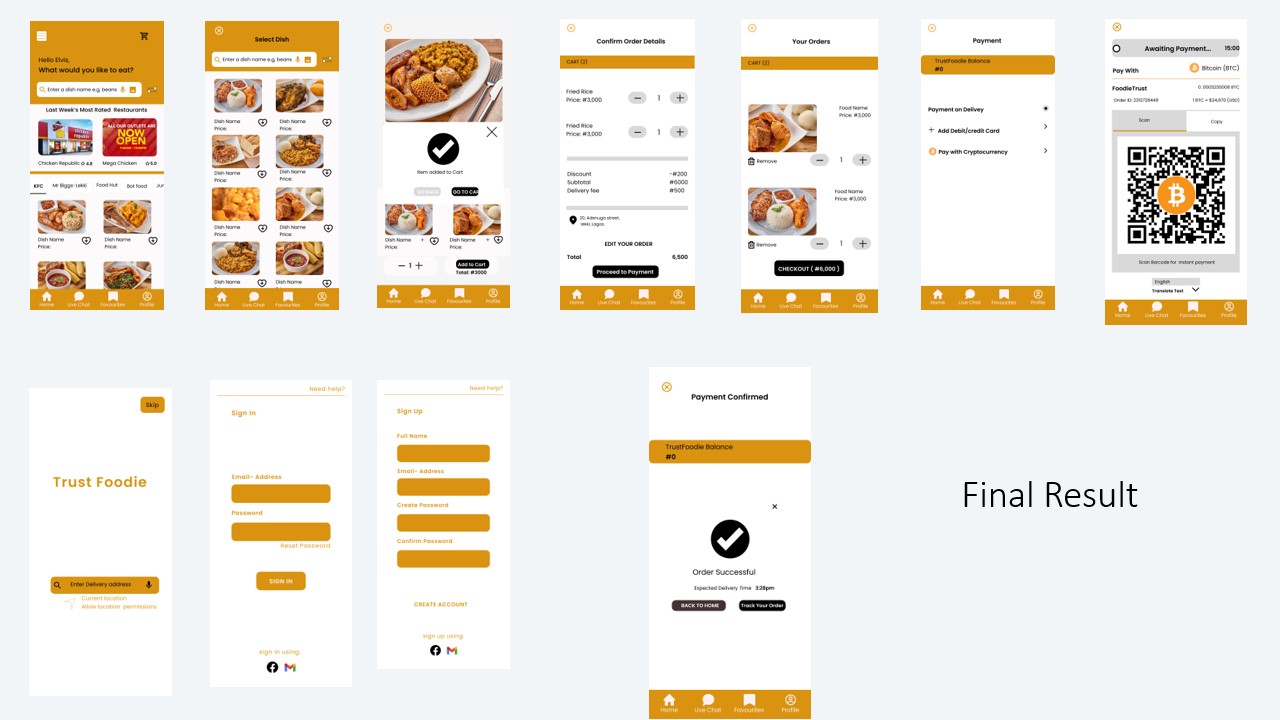 Hello Elvis,
What would you like to eat?
Enter a dish name e.g. beans
Last Week's Most Rated Restaurants
CHICKEN REPUBLIC
ALL OUR OUTLETS ARE
NOW
OPEN
Chicken Republic 4.8
Mega Chicken 5.0
KFC Mr Biggs-Lekki Food Hut Bat food Jur
Dish Name Dish Name
Price: Price:
Home Live Chat Favourites Profile
Select Dish
Enter a dish name e.g. beans
Dish Name Dish Name
Price: Price:
Dish Name Dish Name
Price: Price:
Dish Name Dish Name
Price: Price:
Dish Name Dish Name
Price: Price:
Home Live Chat Favourites Profile
Item added to Cart
GO BACK GO TO CAR
Dish Name + Dish Name +
Price: Price:
— 1 + Add to Cart
Total: #3000
Home Live Chat Favourites Profile
Confirm Order Details
CART (2)
Fried Rice
Price: #3,000 — 1 +
Fried Rice
Price: #3,000 — 1 +
Discount -#200
Subtotal #6000
Delivery fee #500
20, Adenuga street,
lekki, Lagos.
EDIT YOUR ORDER
Total 6,500
Proceed to Payment
Home Live Chat Favourites Profile
Your Orders
CART (2)
Food Name
Price: #3,000
Remove — 1 +
Food Name
Price: #3,000
Remove — 1 +
CHECKOUT ( #6,000 )
Home Live Chat Favourites Profile
Payment
TrustFoodie Balance
#0
Payment on Delivey
+ Add Debit/credit Card
Pay with Cryptocurrency
Home Live Chat Favourites Profile
Awaiting Payment... 15:00
Pay With Bitcoin (BTC)
FoodieTrust
Scan Copy
Scan Barcode for instant payment
English
Translate Text
Home Live Chat Favourites Profile
Skip
Trust Foodie
Enter Delivery address
Current location
Allow location permissions
Need help?
Sign In
Email- Address
Password
Reset Password
SIGN IN
sign in using:
Need help?
Sign Up
Full Name
Email- Address
Create Password
Confirm Password
CREATE ACCOUNT
sign up using:
Payment Confirmed
TrustFoodie Balance
#0
Order Successful
Expected Delivery Time 3:28pm
BACK TO HOME Track Your Order
Home Live Chat Favourites Profile
Final Result